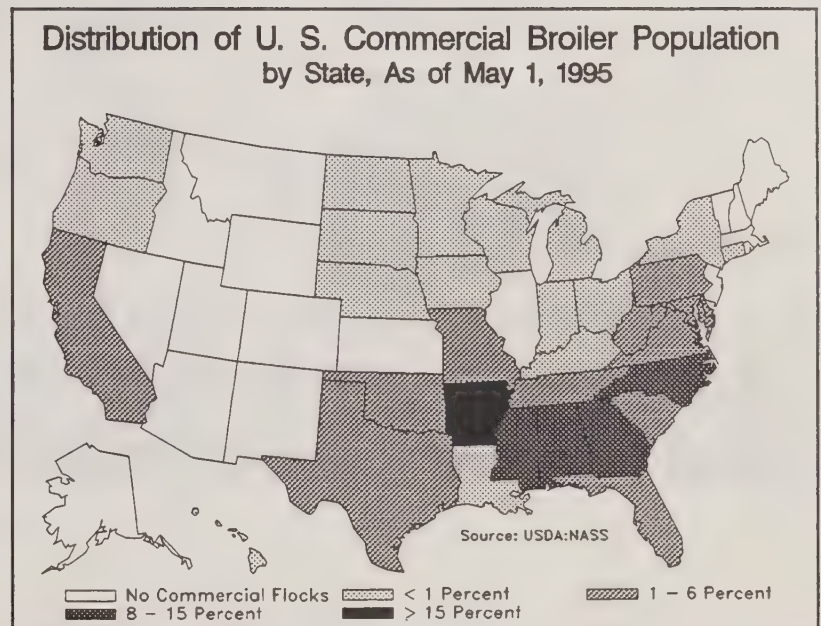 Distribution of U. S. Commercial Broiler Population
by State, As of May 1, 1995
Source: USDA:NASS
No Commercial Flocks
< 1 Percent
1 - 6 Percent
8 - 15 Percent
> 15 Percent